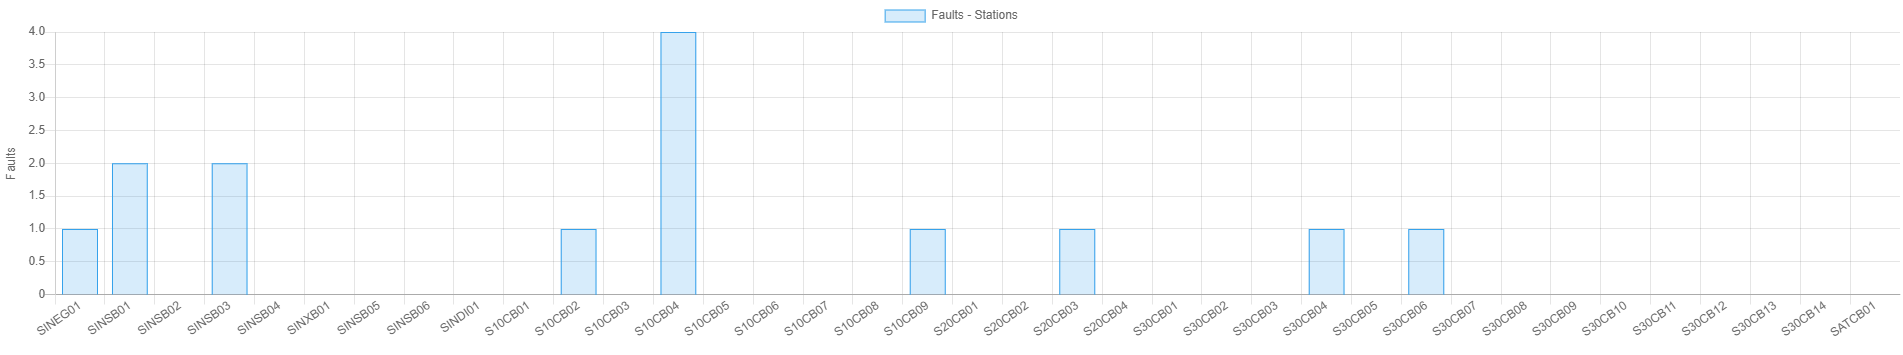 Faults - Stations
4.0
3.5
3.0
2.5
2.0
1.5
1.0
0.5
0
Faults
SINEG01
SINSB01
SINSB02
SINSB03
SINSB04
SINXB01
SINSB05
SINSB06
SINDI01
S10CB01
S10CB02
S10CB03
S10CB04
S10CB05
S10CB06
S10CB07
S10CB08
S10CB09
S20CB01
S20CB02
S20CB03
S20CB04
S30CB01
S30CB02
S30CB03
S30CB04
S30CB05
S30CB06
S30CB07
S30CB08
S30CB09
S30CB10
S30CB11
S30CB12
S30CB13
S30CB14
SATCB01